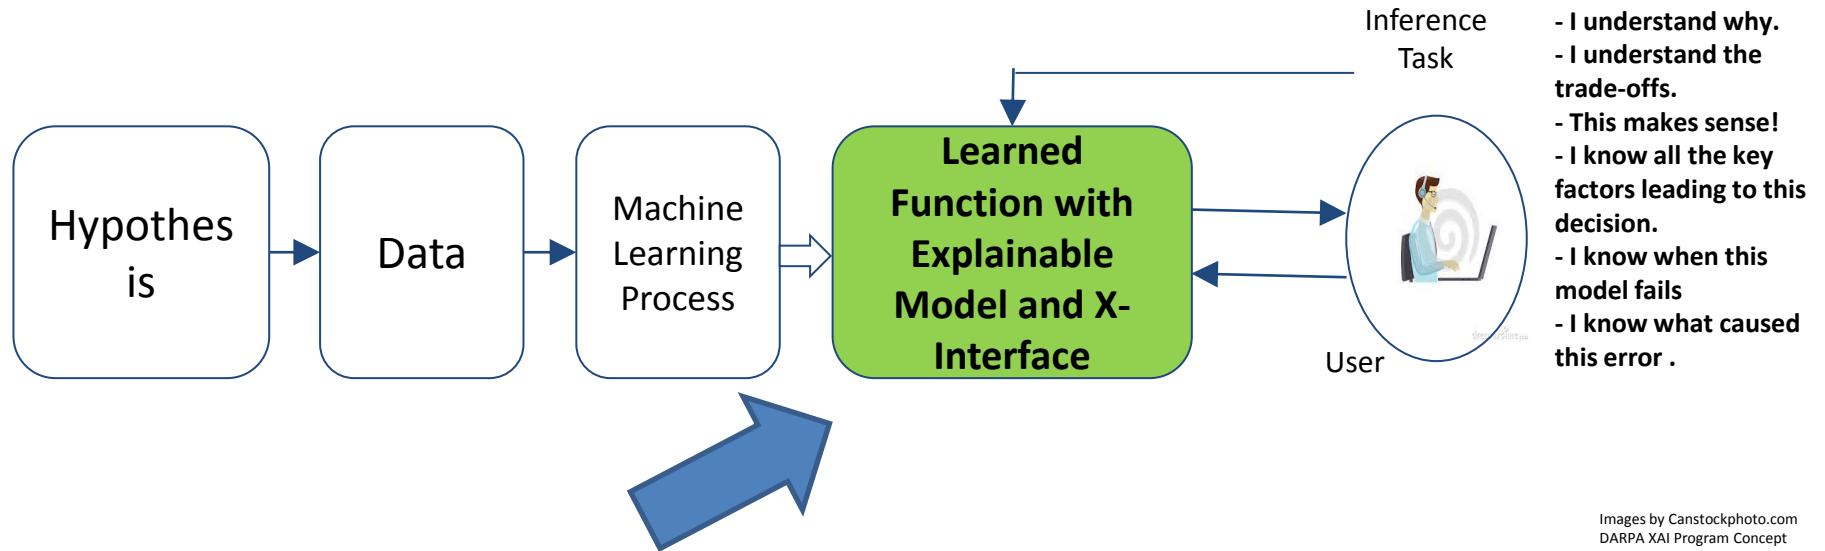 Hypothes
is
Data
Machine
Learning
Process
Learned
Function with
Explainable
Model and X-
Interface
Inference
Task
User
- I understand why.
- I understand the
trade-offs.
- This makes sense!
- I know all the key
factors leading to this
decision.
- I know when this
model fails
- I know what caused
this error .
Images by Canstockphoto.com
DARPA XAI Program Concept